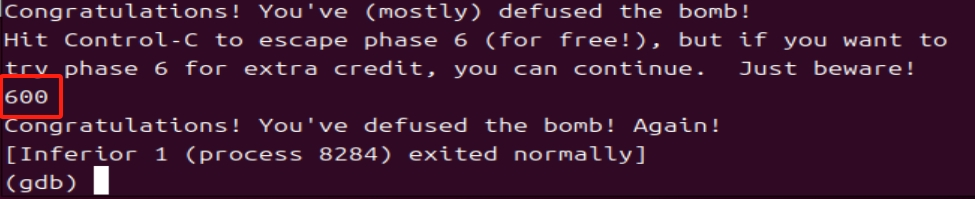 Congratulations! You've (mostly) defused the bomb!
Hit Control-C to escape phase 6 (for free!), but if you want to
try phase 6 for extra credit, you can continue.  Just beware!
600
Congratulations! You've defused the bomb! Again!
[Inferior 1 (process 8284) exited normally]
(gdb)